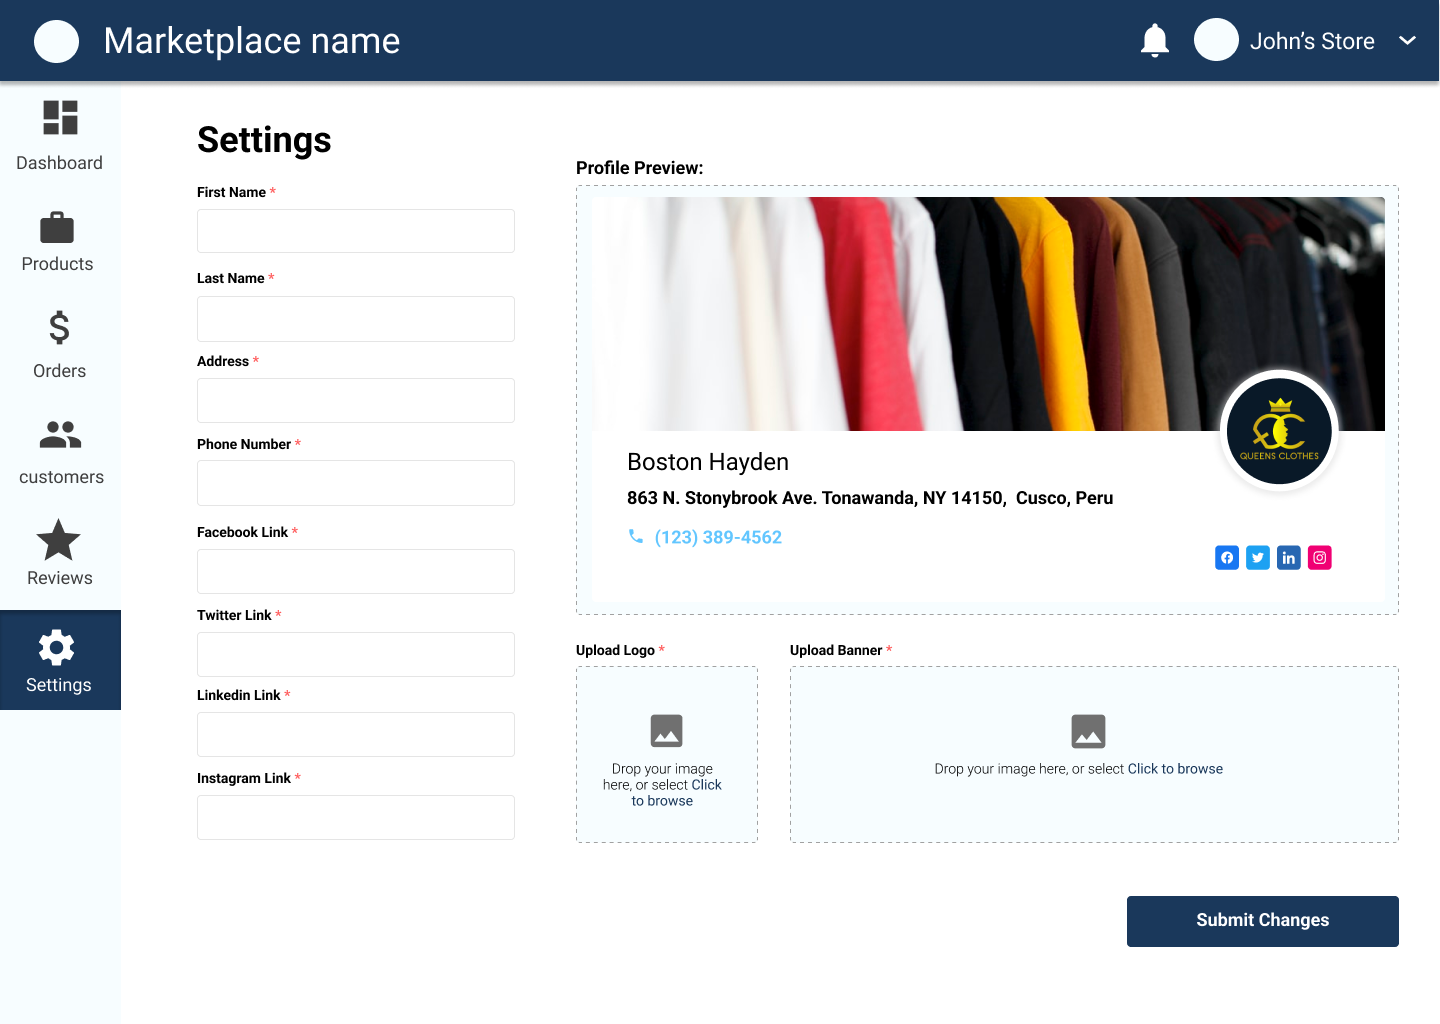 Marketplace name
John’s Store
Dashboard
Products
Orders
customers
Reviews
Settings
Settings
First Name *
Last Name *
Address *
Phone Number *
Facebook Link *
Twitter Link *
Linkedin Link *
Instagram Link *
Profile Preview:
QUEENS CLOTHES
Boston Hayden
863 N. Stonybrook Ave. Tonawanda, NY 14150,  Cusco, Peru
(123) 389-4562
in
Upload Logo *
Drop your image
here, or select Click
to browse
Upload Banner *
Drop your image here, or select Click to browse
Submit Changes